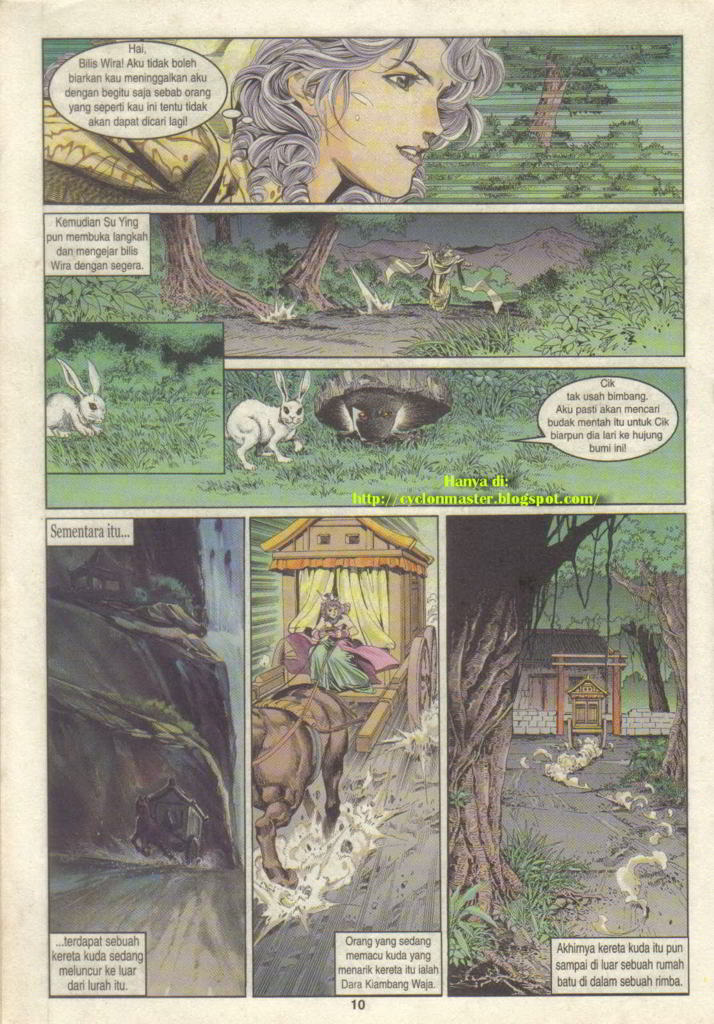 Hai,
Bilis Wira! Aku tidak boleh
biarkan kau meninggalkan aku
dengan begitu saja sebab orang
yang seperti kau ini tentu tidak
akan dapat dicari lagi!
Kemudian Su Ying
pun membuka langkah
dan mengejar bilis
Wira dengan segera.
Cik
tak usah bimbang.
Aku pasti akan mencari
budak mentah itu untuk Cik
biarpun dia lari ke hujung
bumi ini!
Hanya di:
http://cyclonmaster.blogspot.com/
Sementara itu...
...terdapat sebuah
kereta kuda sedang
meluncur ke luar
dari lurah itu.
Orang yang sedang
memacu kuda yang
menarik kereta itu ialah
Dara Kiambang Waja.
Akhirnya kereta kuda itu pun
sampai di luar sebuah rumah
batu di dalam sebuah rimba.
10